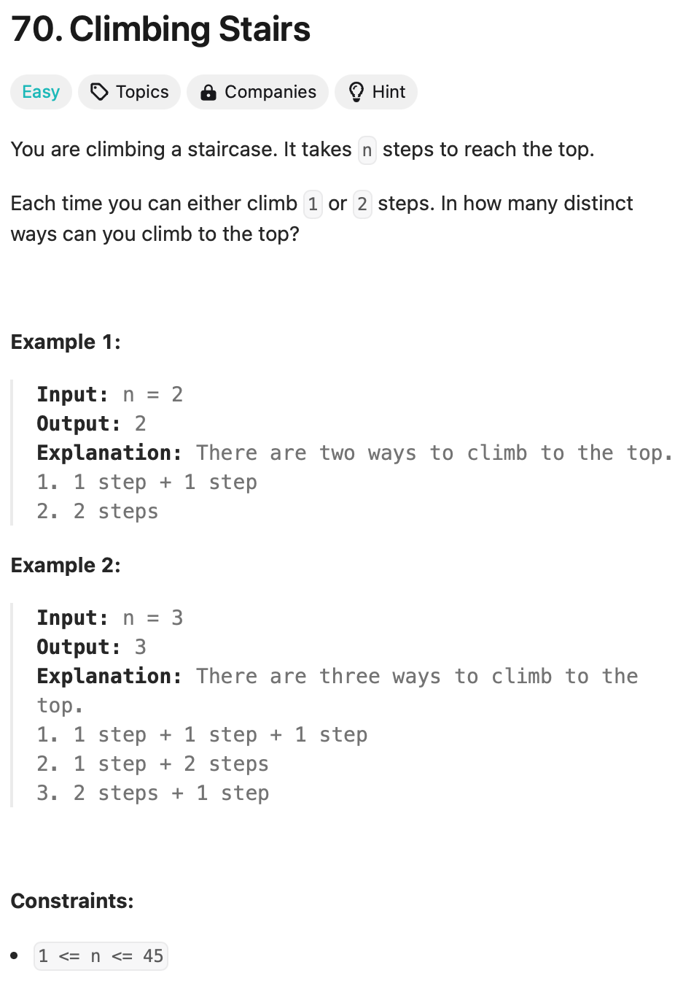 70. Climbing Stairs
Easy Topics Companies Hint
You are climbing a staircase. It takes n steps to reach the top.
Each time you can either climb 1 or 2 steps. In how many distinct
ways can you climb to the top?
Example 1:
Input: n = 2
Output: 2
Explanation: There are two ways to climb to the top.
1. 1 step + 1 step
2. 2 steps
Example 2:
Input: n = 3
Output: 3
Explanation: There are three ways to climb to the
top.
1. 1 step + 1 step + 1 step
2. 1 step + 2 steps
3. 2 steps + 1 step
Constraints:
• 1 <= n <= 45